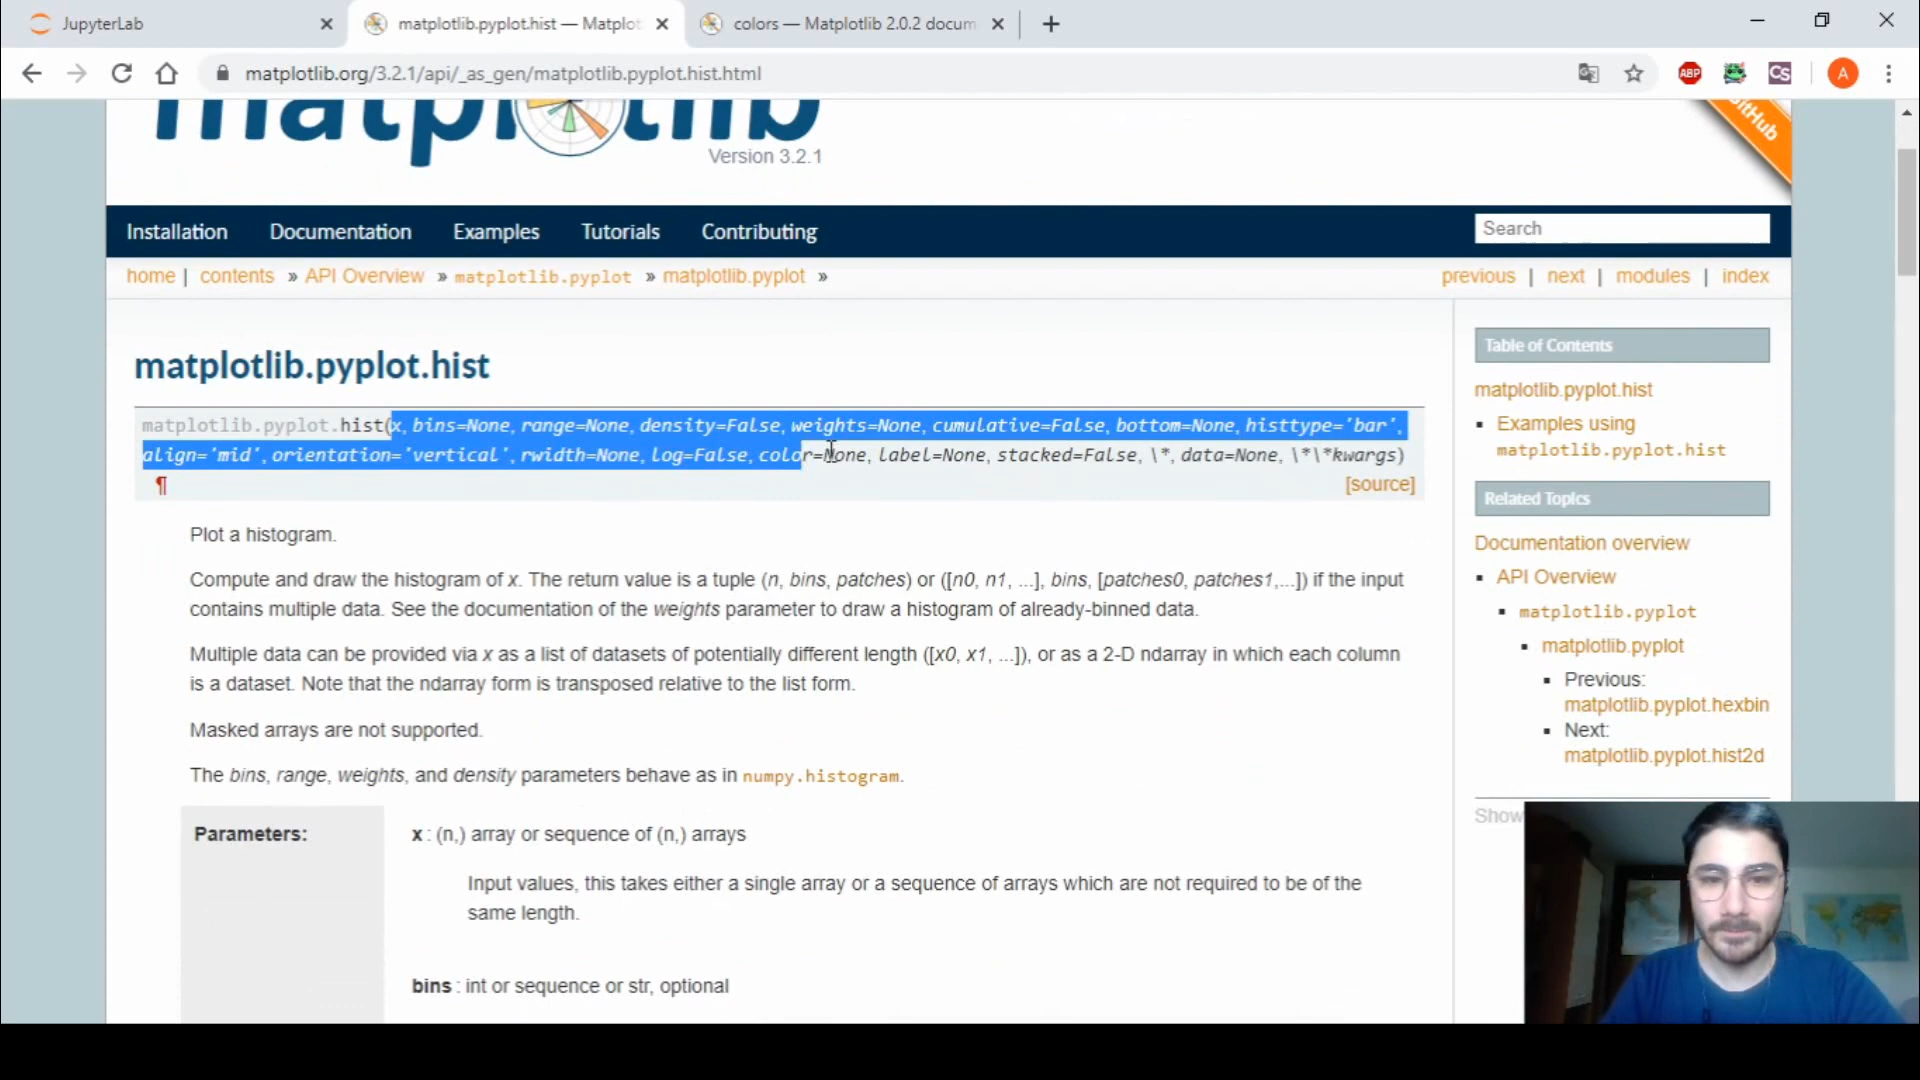 JupyterLab
matplotlib.pyplot.hist — Matplot
colors — Matplotlib 2.0.2 docum
matplotlib.org/3.2.1/api/_as_gen/matplotlib.pyplot.hist.html
ABP
CS
A
matplotlib
Version 3.2.1
GitHub
Installation Documentation Examples Tutorials Contributing
Search
home | contents » API Overview » matplotlib.pyplot » matplotlib.pyplot »
previous | next | modules | index
matplotlib.pyplot.hist
matplotlib.pyplot.hist(x, bins=None, range=None, density=False, weights=None, cumulative=False, bottom=None, histtype='bar',
align='mid', orientation='vertical', rwidth=None, log=False, color=None, label=None, stacked=False, \*, data=None, \*\*kwargs)
¶
[source]
Plot a histogram.
Compute and draw the histogram of x. The return value is a tuple (n, bins, patches) or ([n0, n1, ...], bins, [patches0, patches1,...]) if the input
contains multiple data. See the documentation of the weights parameter to draw a histogram of already-binned data.
Multiple data can be provided via x as a list of datasets of potentially different length ([x0, x1, ...]), or as a 2-D ndarray in which each column
is a dataset. Note that the ndarray form is transposed relative to the list form.
Masked arrays are not supported.
The bins, range, weights, and density parameters behave as in numpy.histogram.
Parameters:
x : (n,) array or sequence of (n,) arrays
Input values, this takes either a single array or a sequence of arrays which are not required to be of the
same length.
bins : int or sequence or str, optional
Table of Contents
matplotlib.pyplot.hist
Examples using
matplotlib.pyplot.hist
Related Topics
Documentation overview
API Overview
matplotlib.pyplot
matplotlib.pyplot
Previous:
matplotlib.pyplot.hexbin
Next:
matplotlib.pyplot.hist2d
Show